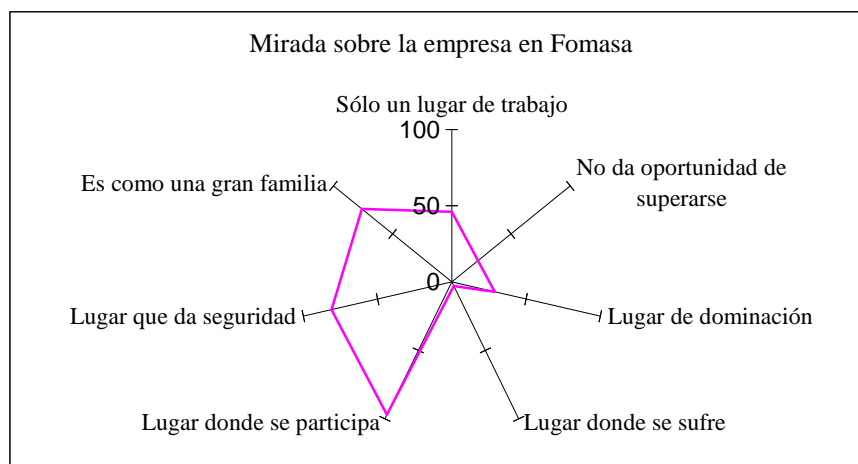 Mirada sobre la empresa en Fomasa
Sólo un lugar de trabajo
100
50
0
No da oportunidad de
superarse
Lugar de dominación
Lugar donde se sufre
Lugar donde se participa
Lugar que da seguridad
Es como una gran familia